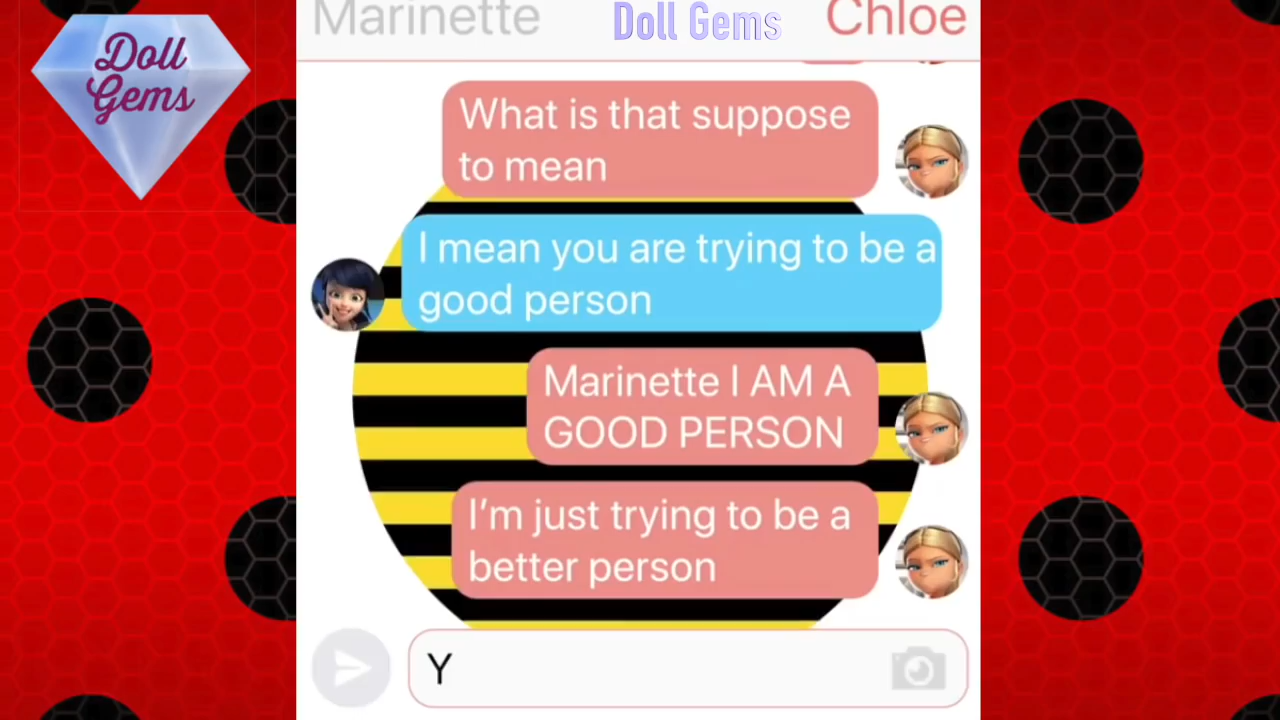 Doll
Gems
Marinette
Doll Gems
Chloe
What is that suppose
to mean
I mean you are trying to be a
good person
Marinette I AM A
GOOD PERSON
I'm just trying to be a
better person
Y